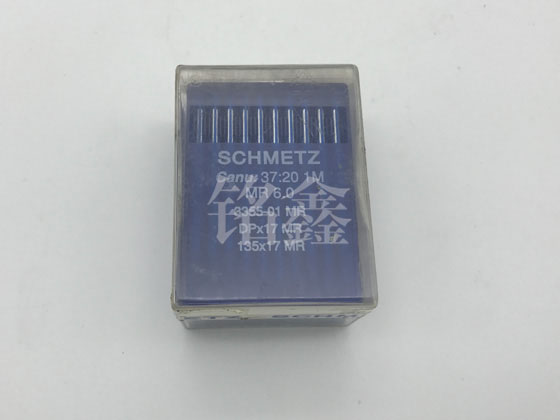 SCHMETZ
Canu: 37:20 1M
MR 6.0
3355-01 MR
DPx17 MR
135x17 MR
铭鑫